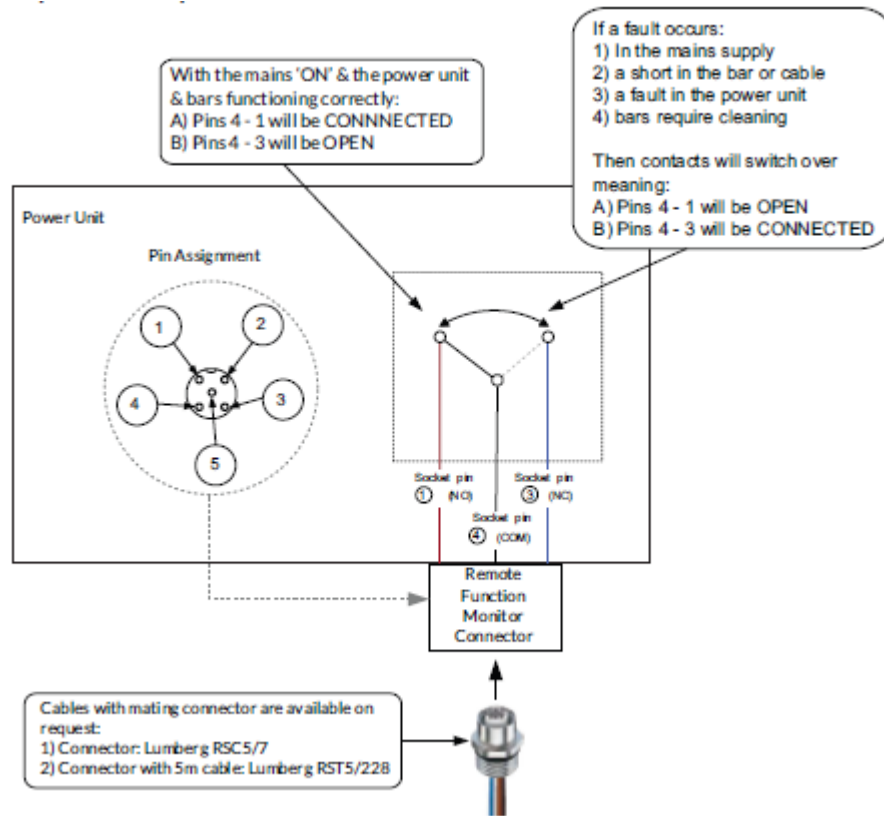 If a fault occurs:
1) In the mains supply
2) a short in the bar or cable
3) a fault in the power unit
4) bars require cleaning
Then contacts will switch over
meaning:
A) Pins 4 - 1 will be OPEN
B) Pins 4 - 3 will be CONNECTED
With the mains 'ON' & the power unit
& bars functioning correctly:
A) Pins 4 - 1 will be CONNNECTED
B) Pins 4 - 3 will be OPEN
Power Unit
Pin Assignment
1
2
4
3
5
Socket pin
1 (NO)
Socket pin
3 (NC)
Socket pin
4 (COM)
Remote
Function
Monitor
Connector
Cables with mating connector are available on
request:
1) Connector: Lumberg RSC5/7
2) Connector with 5m cable: Lumberg RST5/228